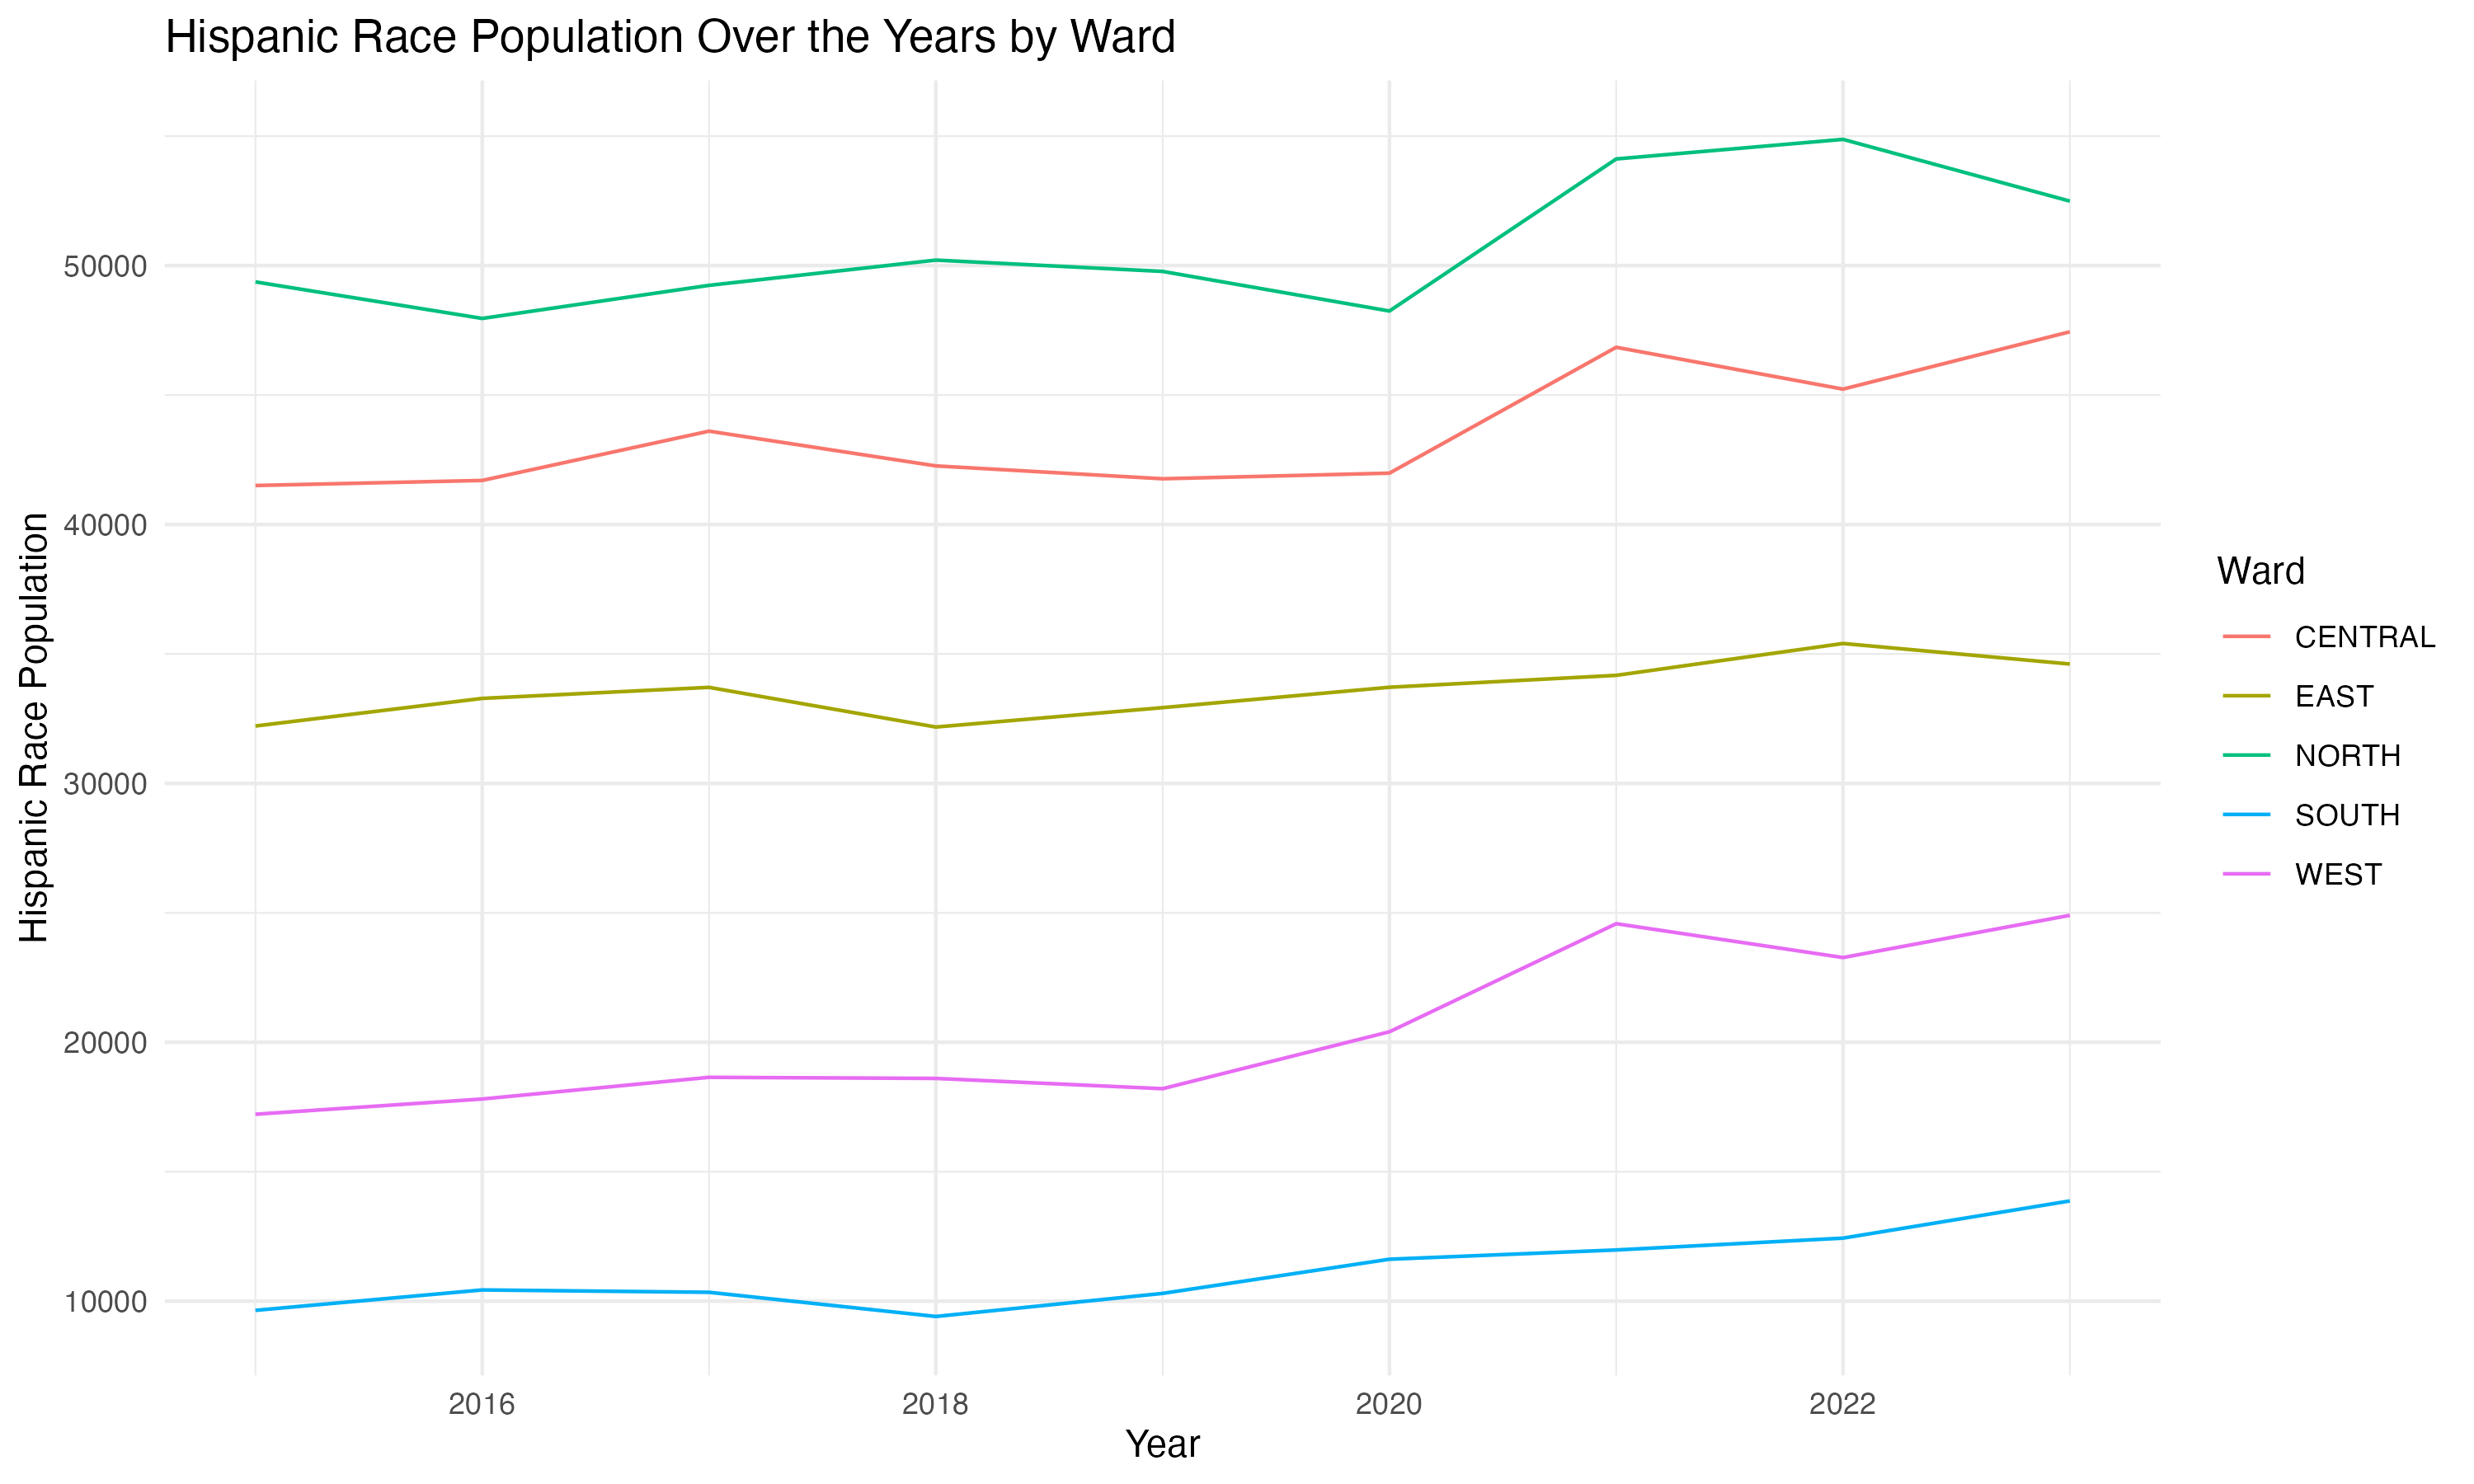 Hispanic Race Population Over the Years by Ward
Hispanic Race Population
50000
40000
30000
20000
10000
2016
2018
2020
2022
Year
Ward
CENTRAL
EAST
NORTH
SOUTH
WEST